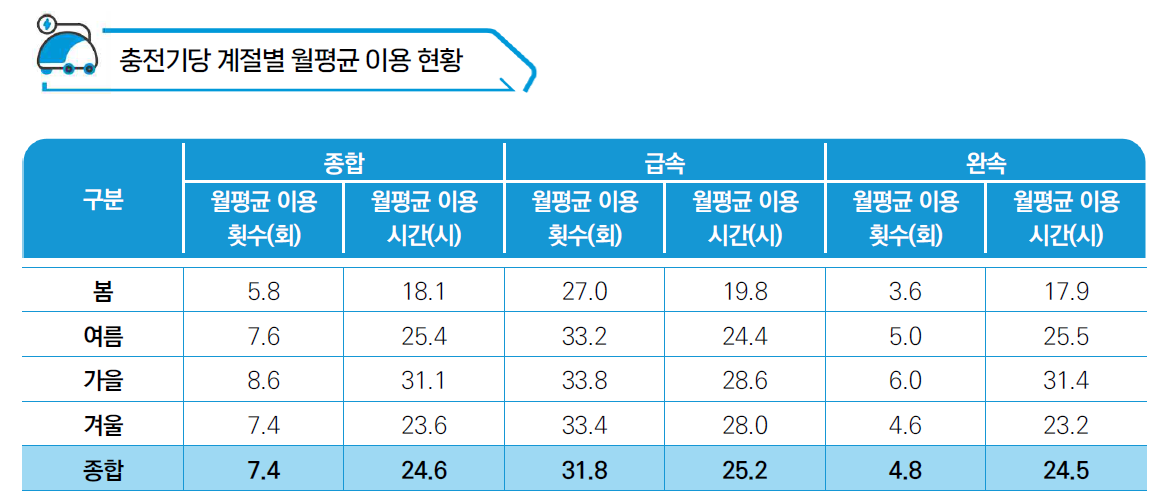 충전기당 계절별 월평균 이용 현황
구분 종합 급속 완속
월평균 이용 월평균 이용 월평균 이용 월평균 이용 월평균 이용 월평균 이용
횟수(회) 시간(시) 횟수(회) 시간(시) 횟수(회) 시간(시)
봄 5.8 18.1 27.0 19.8 3.6 17.9
여름 7.6 25.4 33.2 24.4 5.0 25.5
가을 8.6 31.1 33.8 28.6 6.0 31.4
겨울 7.4 23.6 33.4 28.0 4.6 23.2
종합 7.4 24.6 31.8 25.2 4.8 24.5